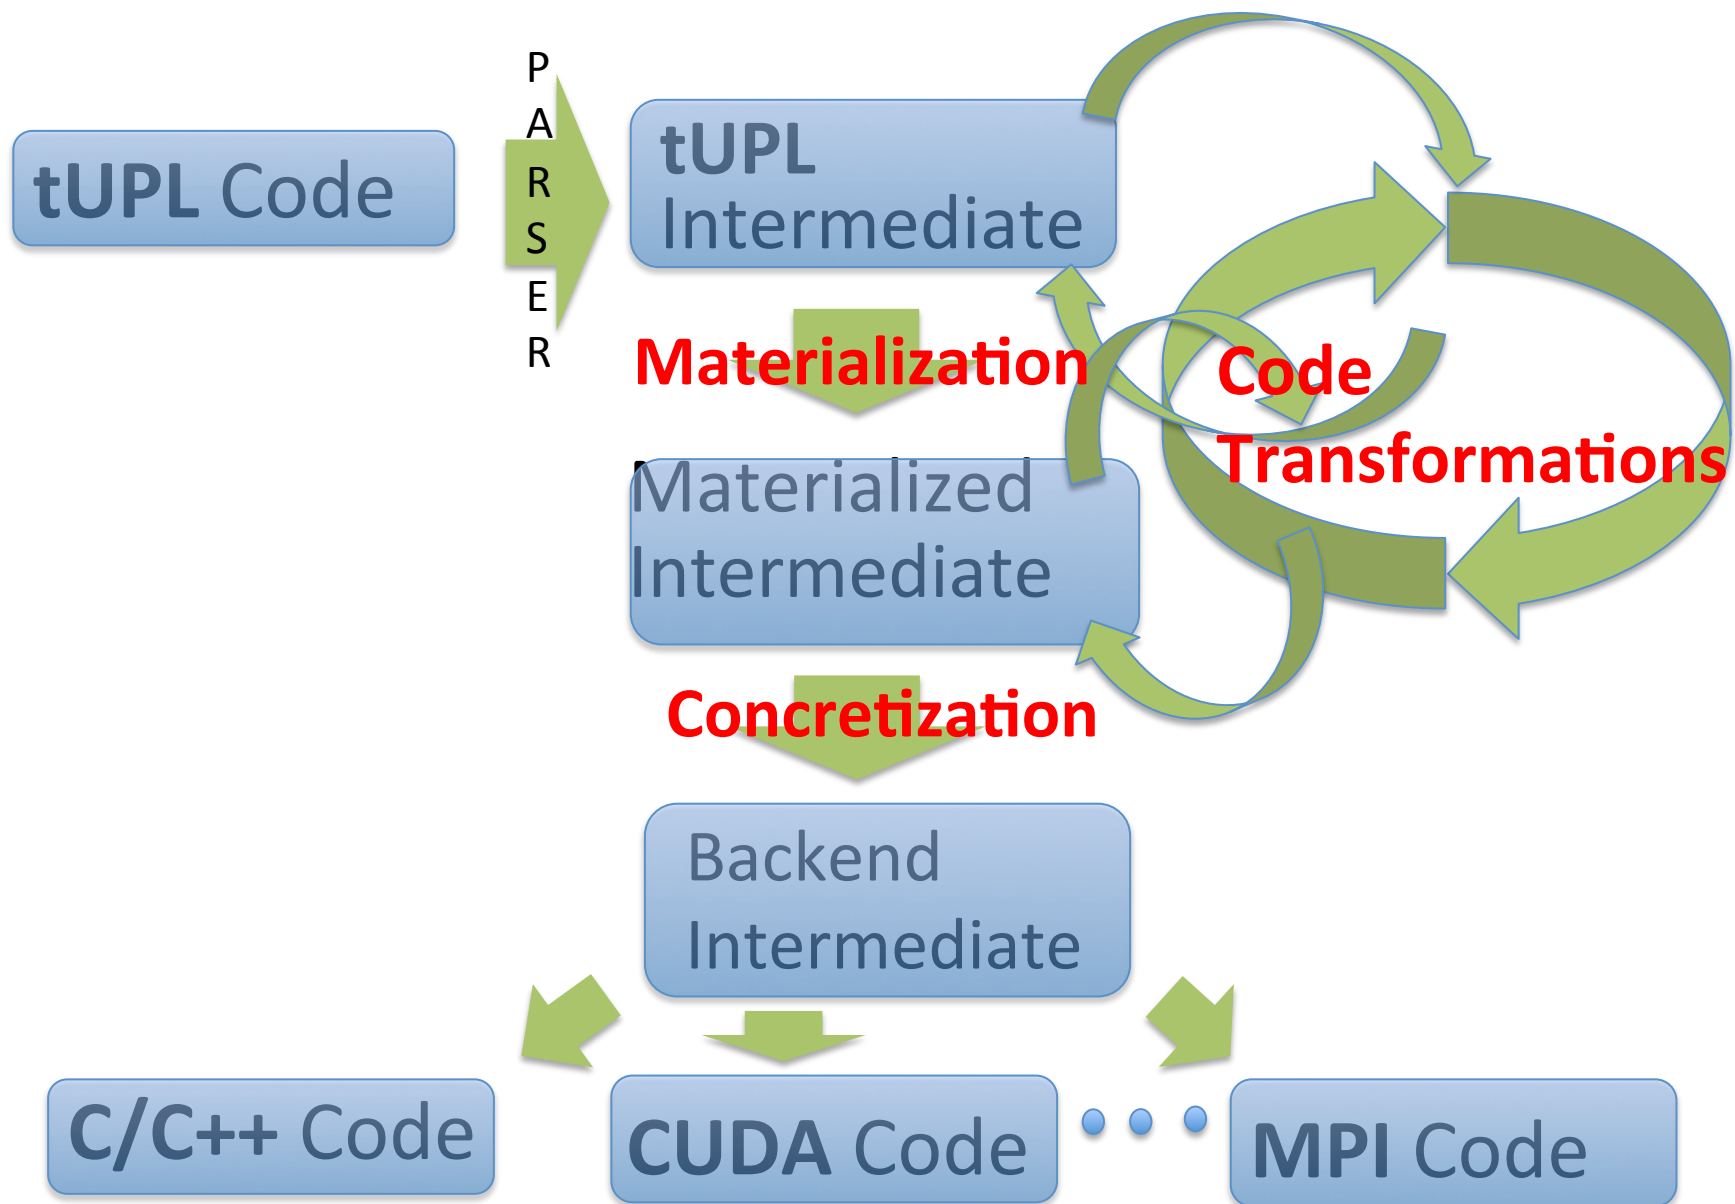 tUPL Code
P
A
R
S
E
R
tUPL
Intermediate
Materialization
Code
Transformations
Materialized
Intermediate
Concretization
Backend
Intermediate
C/C++ Code
CUDA Code
MPI Code